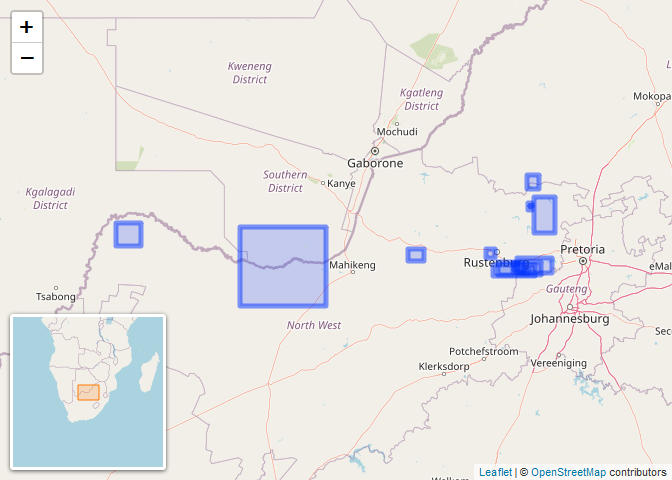 +
−
Kweneng
District
Kgatleng
District
Mokopa
Mochudi
Gaborone
Southern
District
Kanye
Kgalagadi
District
Pretoria
Rustenburg
Mahikeng
eMal
Tsabong
Gauteng
Johannesburg
North West
Sec
Potchefstroom
Klerksdorp
Vereeniging
Welkom
Leaflet | © OpenStreetMap contributors